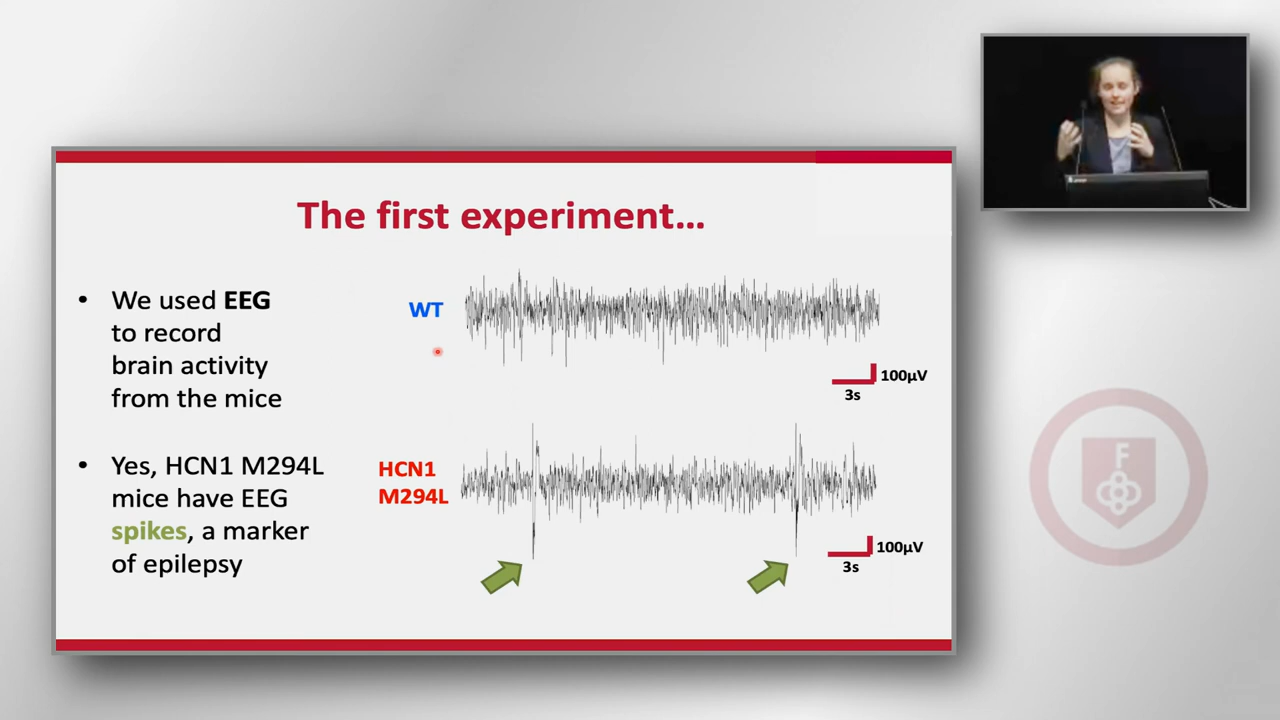 The first experiment…
• We used EEG
to record
brain activity
from the mice
• Yes, HCN1 M294L
mice have EEG
spikes, a marker
of epilepsy
WT
100µV
3s
HCN1
M294L
100µV
3s
F